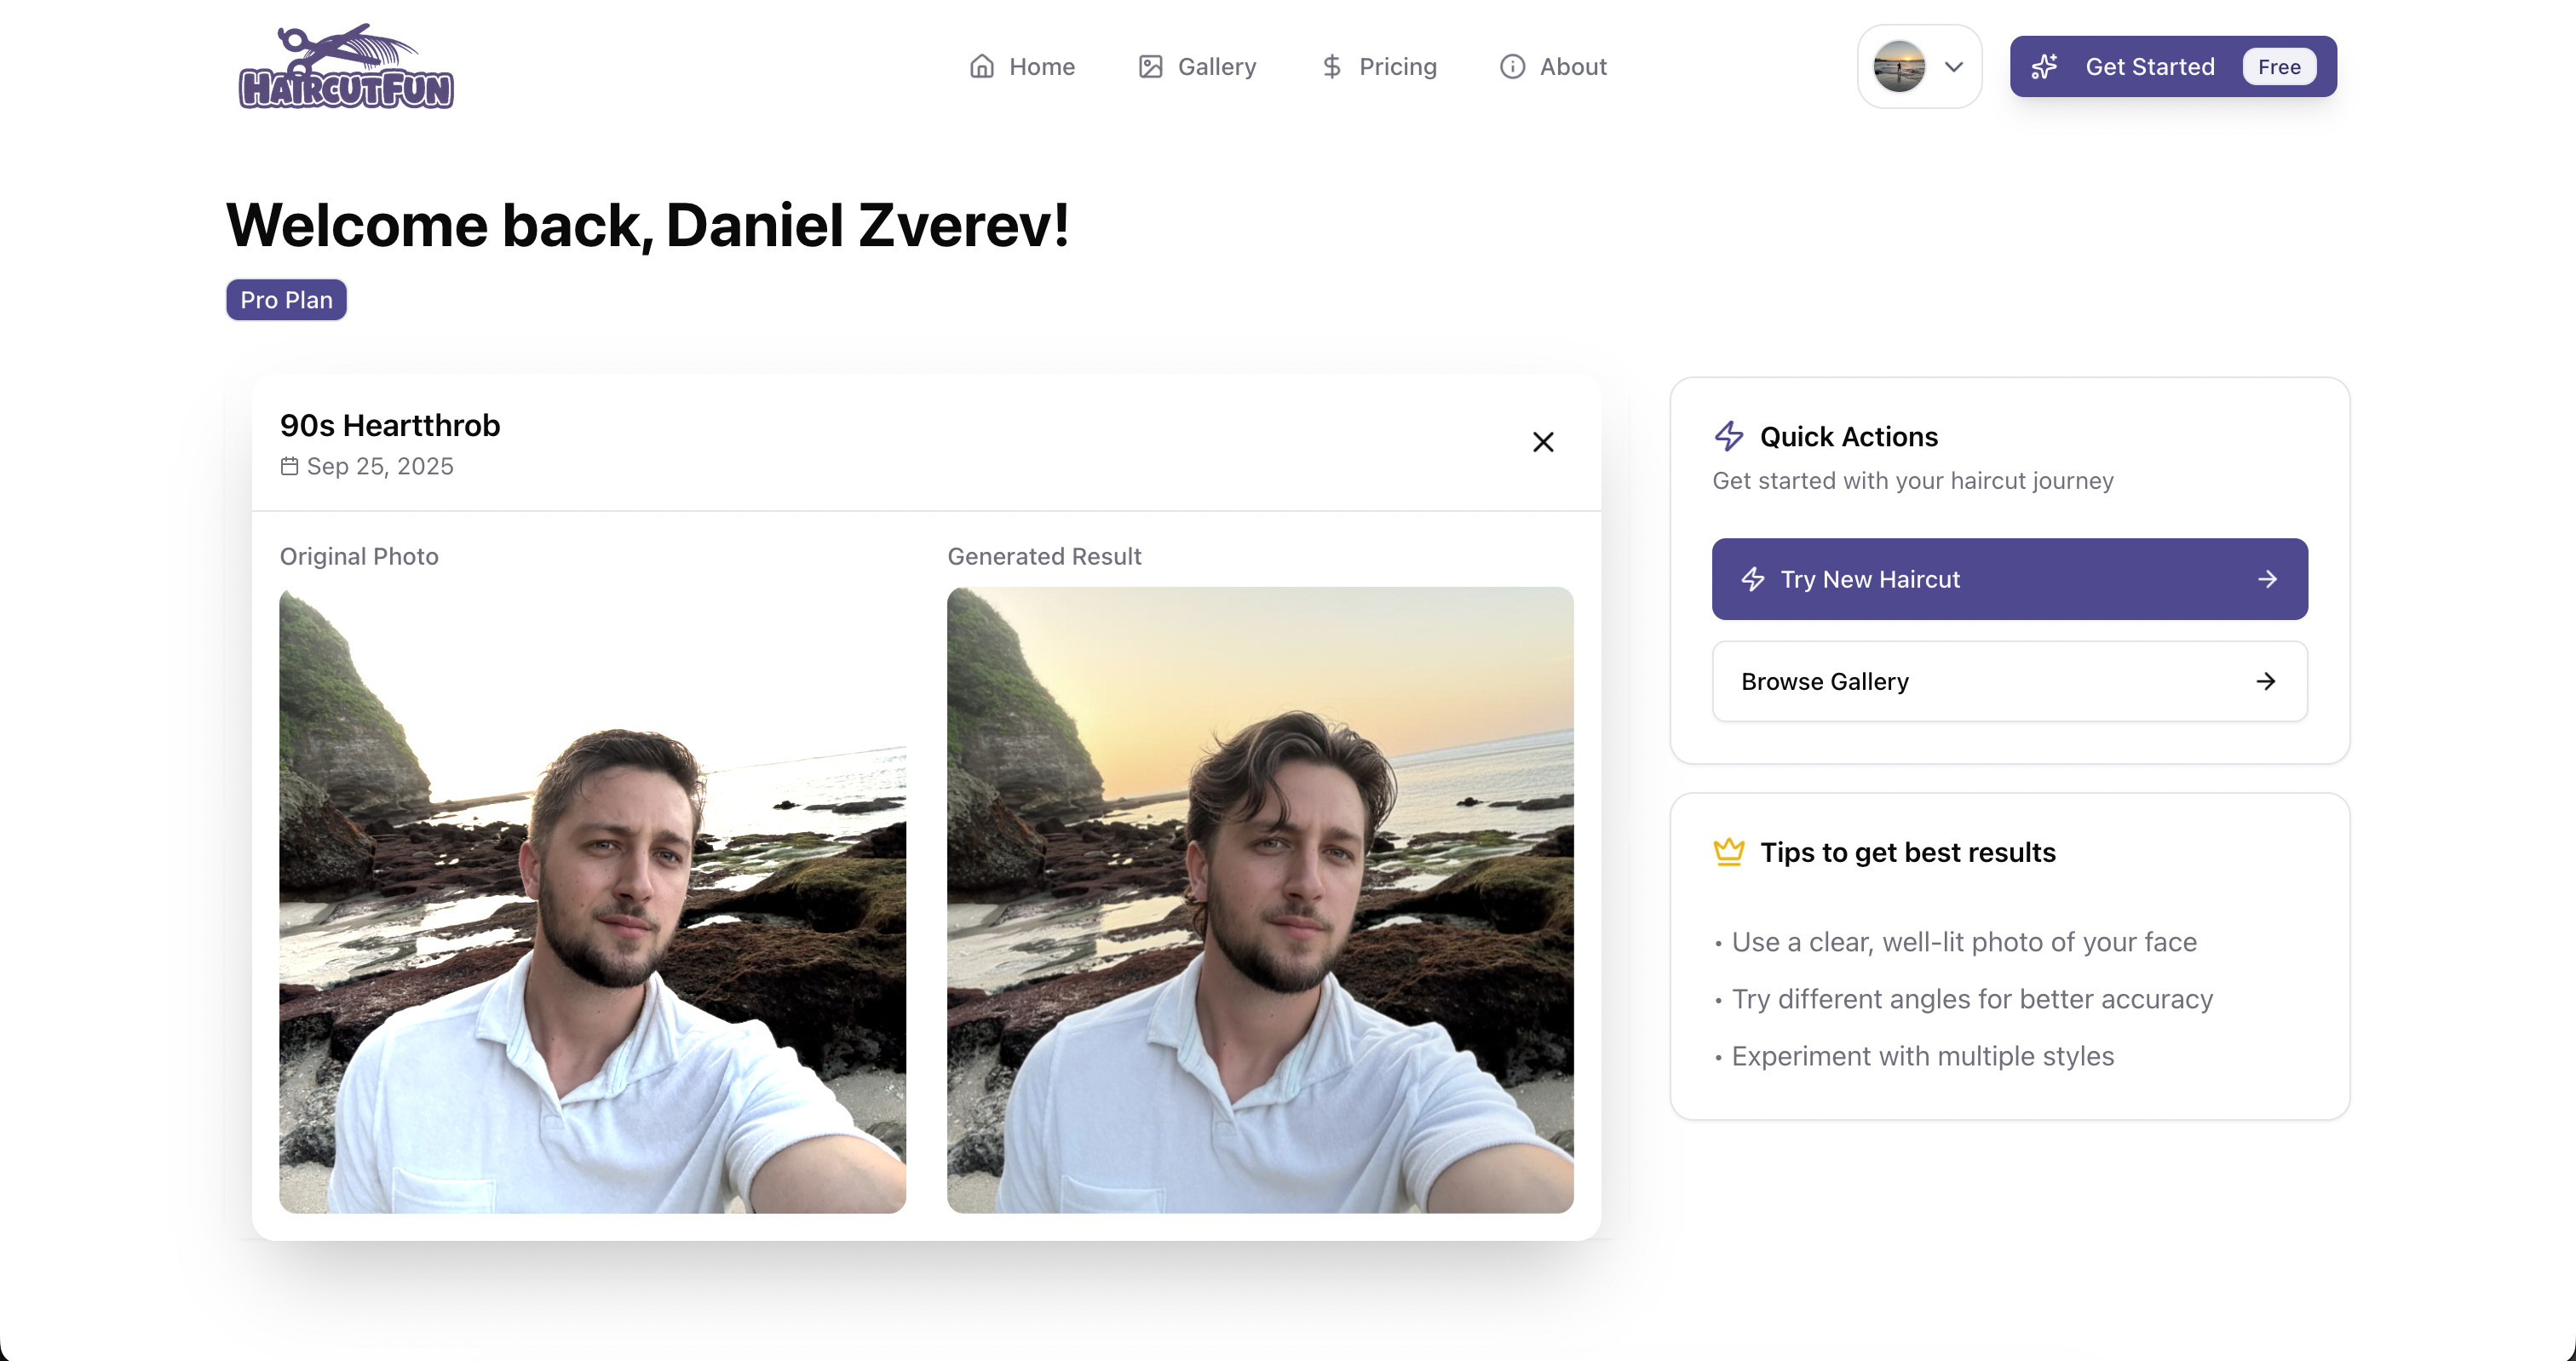 HAIRCUTFUN
Home
Gallery
Pricing
About
Get Started
Free
Welcome back, Daniel Zverev!
Pro Plan
90s Heartthrob
Sep 25, 2025
Original Photo
Generated Result
Quick Actions
Get started with your haircut journey
Try New Haircut
Browse Gallery
Tips to get best results
• Use a clear, well-lit photo of your face
• Try different angles for better accuracy
• Experiment with multiple styles